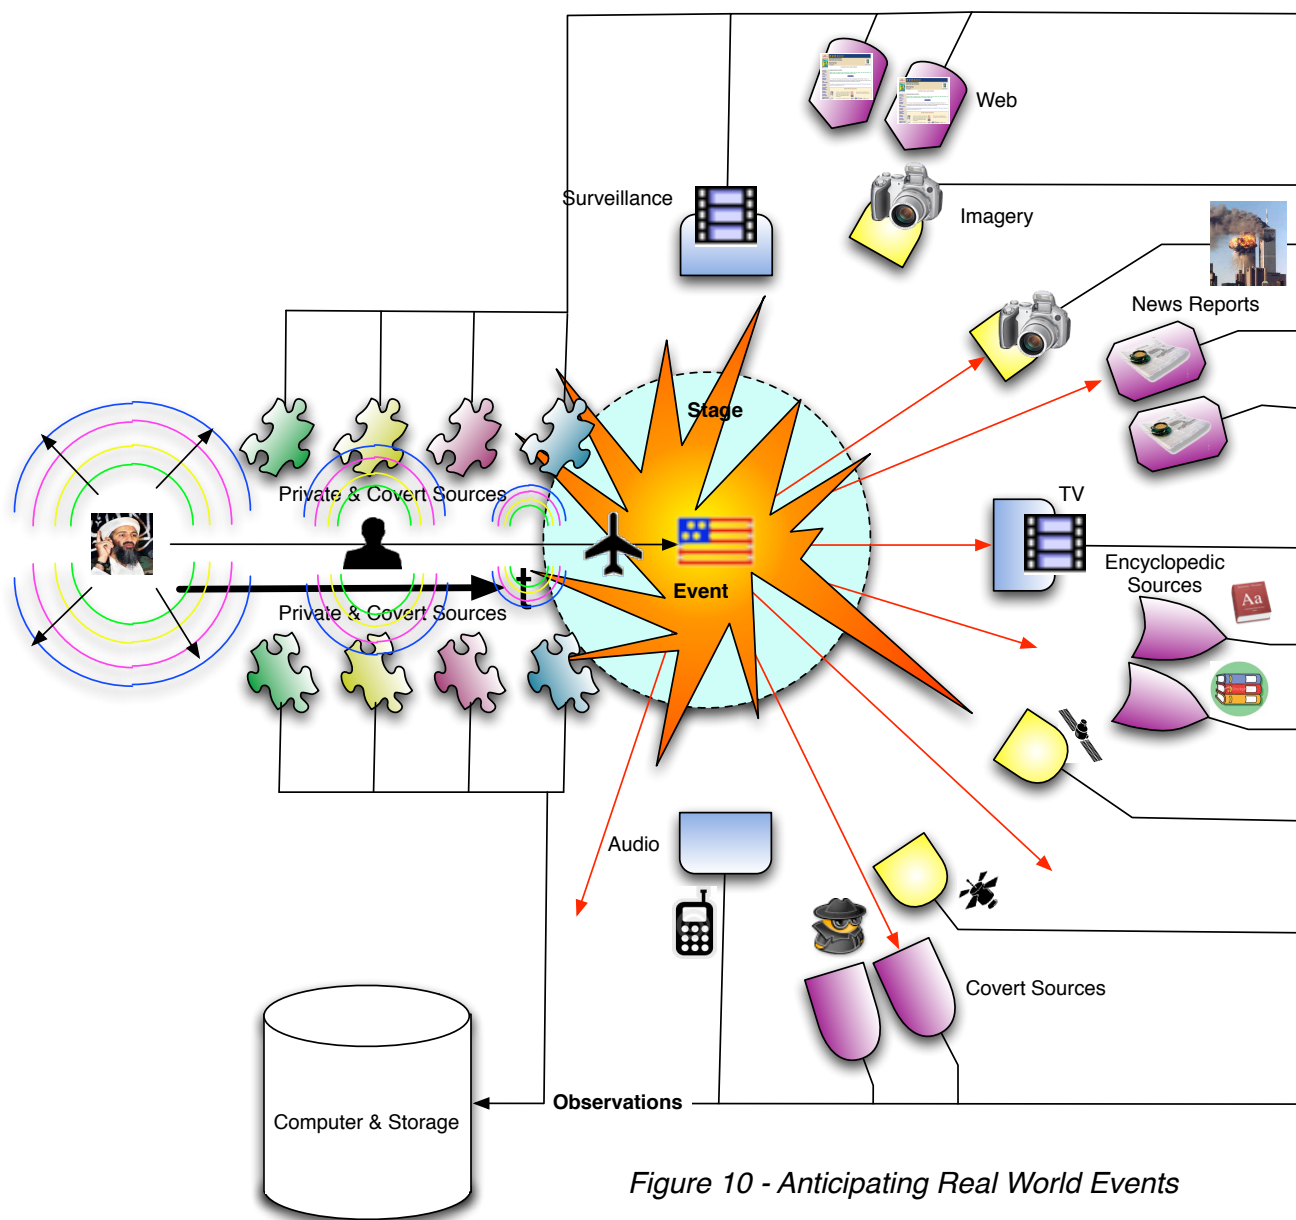 Web
Surveillance
Imagery
News Reports
Stage
Private & Covert Sources
TV
Encyclopedic
Sources
Aa
Event
t
Private & Covert Sources
Audio
Covert Sources
Observations
Computer & Storage
Figure 10 - Anticipating Real World Events